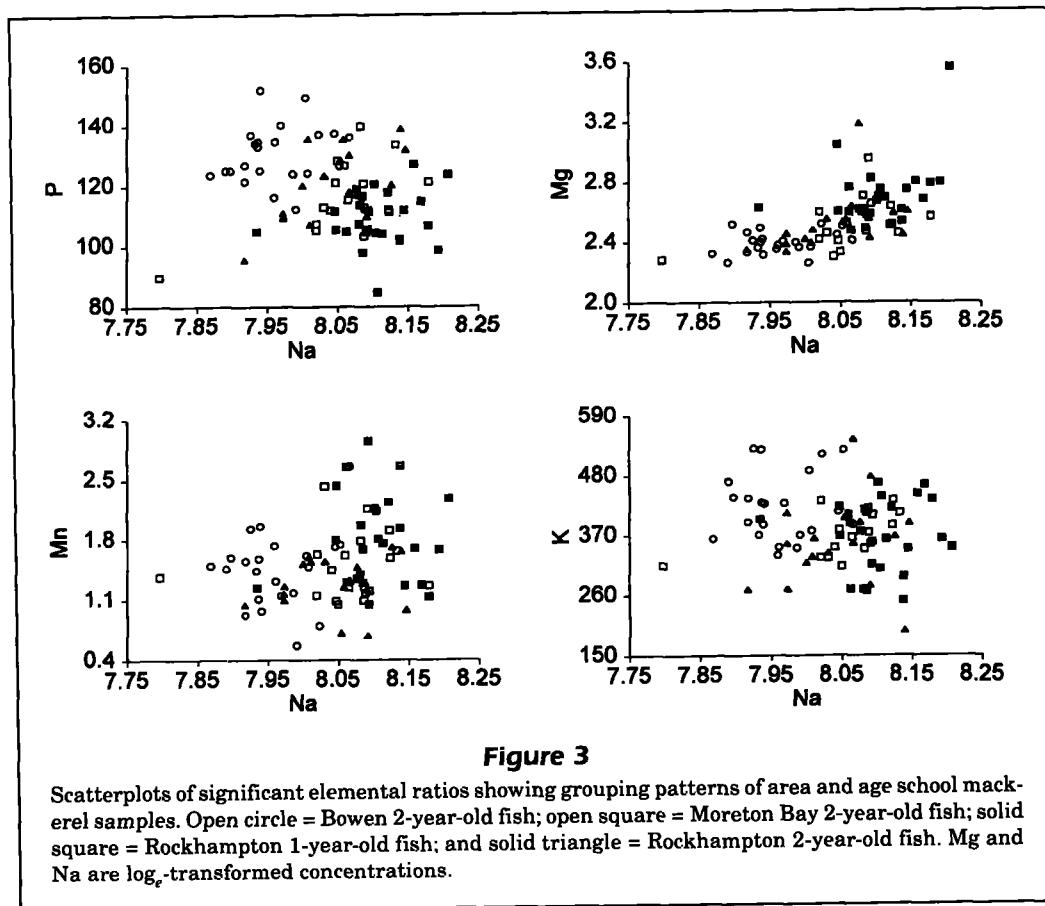 160
140
120
100
80
P
7.75 7.85 7.95 8.05 8.15 8.25
Na
3.6
3.2
2.8
2.4
2.0
Mg
7.75 7.85 7.95 8.05 8.15 8.25
Na
3.2
2.5
1.8
1.1
0.4
Mn
7.75 7.85 7.95 8.05 8.15 8.25
Na
590
480
370
260
150
K
7.75 7.85 7.95 8.05 8.15 8.25
Na
Figure 3
Scatterplots of significant elemental ratios showing grouping patterns of area and age school mack-
erel samples. Open circle = Bowen 2-year-old fish; open square = Moreton Bay 2-year-old fish; solid
square = Rockhampton 1-year-old fish; and solid triangle = Rockhampton 2-year-old fish. Mg and
Na are logₑ-transformed concentrations.